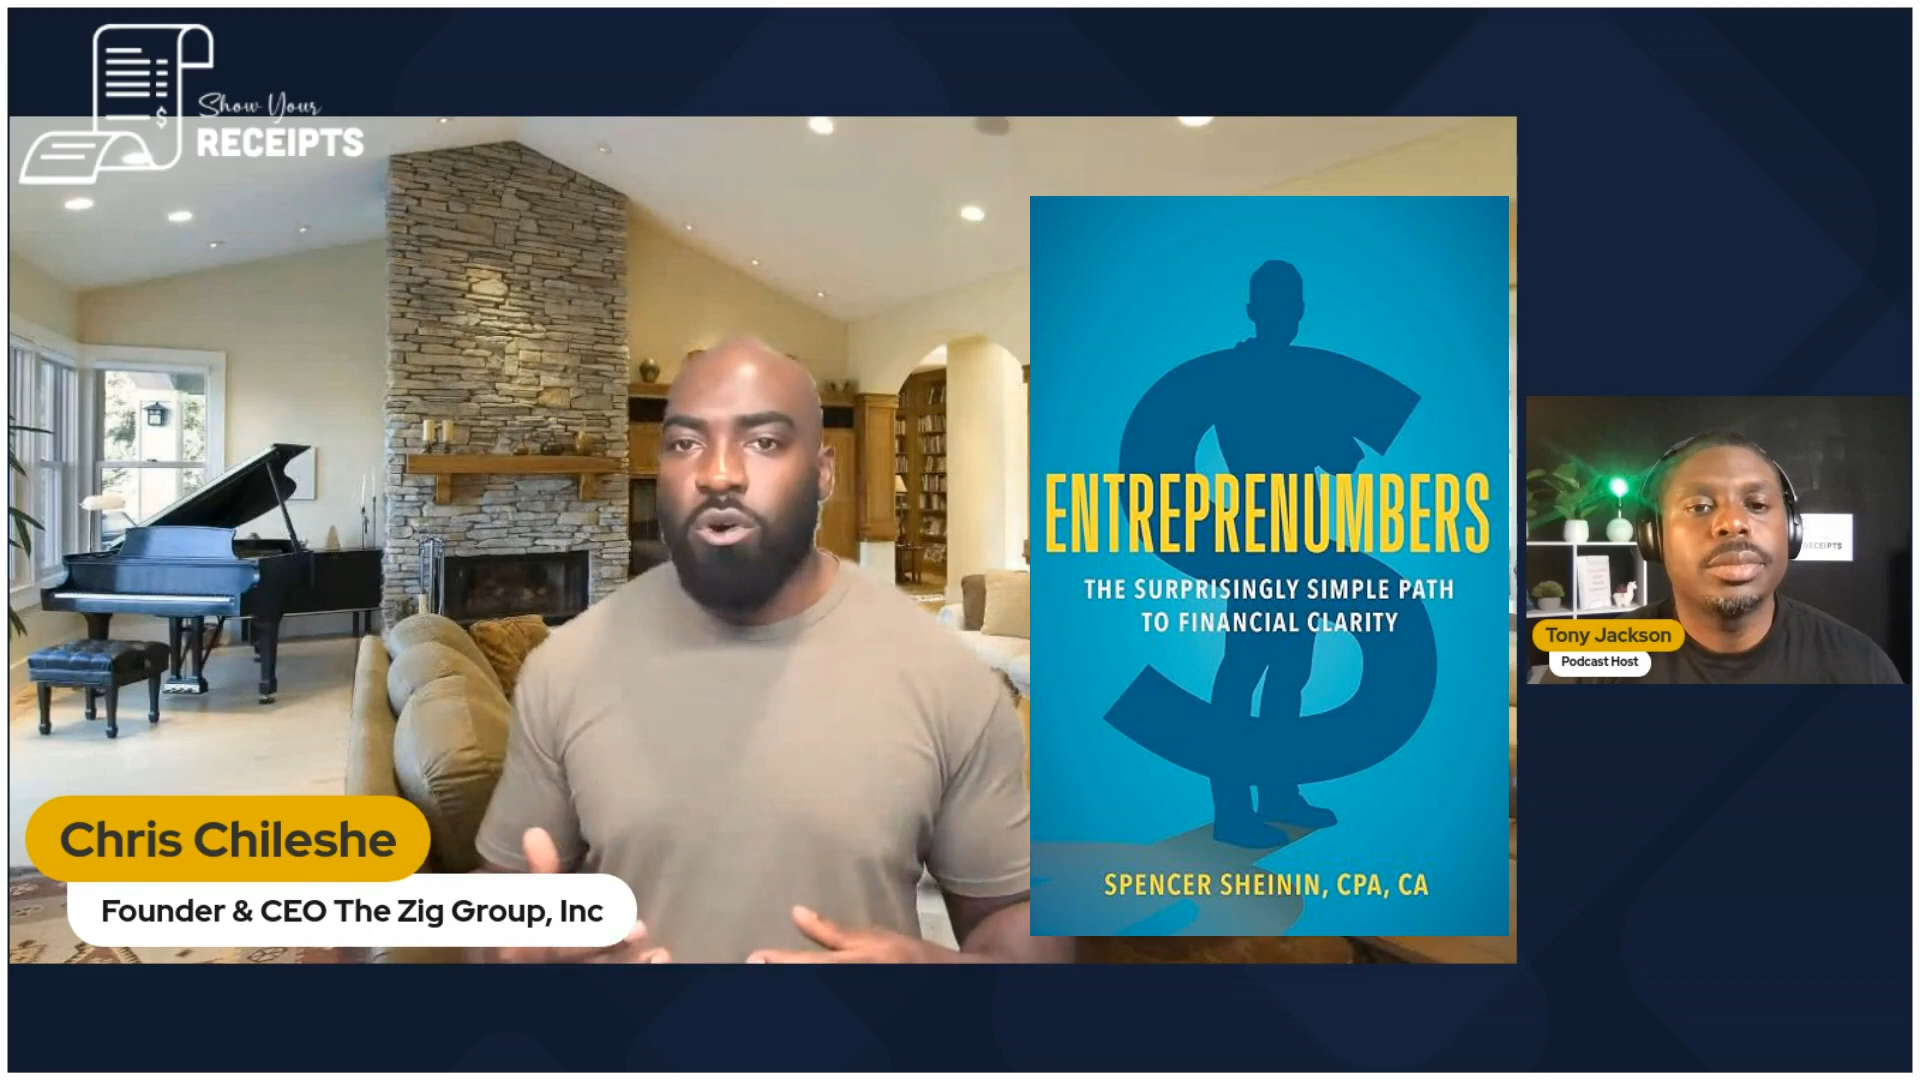 Show Your
RECEIPTS
ENTREPRENUMBERS
THE SURPRISINGLY SIMPLE PATH
TO FINANCIAL CLARITY
SPENCER SHEININ, CPA, CA
Chris Chileshe
Founder & CEO The Zig Group, Inc
RECEIPTS
Tony Jackson
Podcast Host